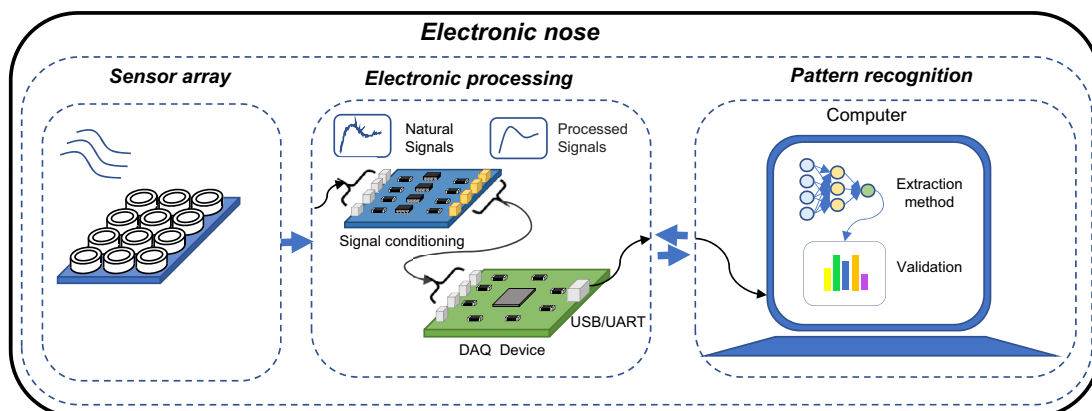 Electronic nose
Sensor array
Electronic processing
Pattern recognition
Natural
Signals
Processed
Signals
Signal conditioning
USB/UART
DAQ Device
Computer
Extraction
method
Validation